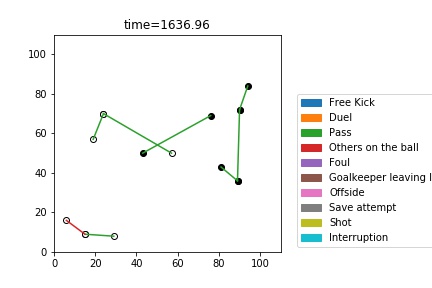 time=1636.96
100
80
60
40
20
0
0 20 40 60 80 100
Free Kick
Duel
Pass
Others on the ball
Foul
Goalkeeper leaving l
Offside
Save attempt
Shot
Interruption